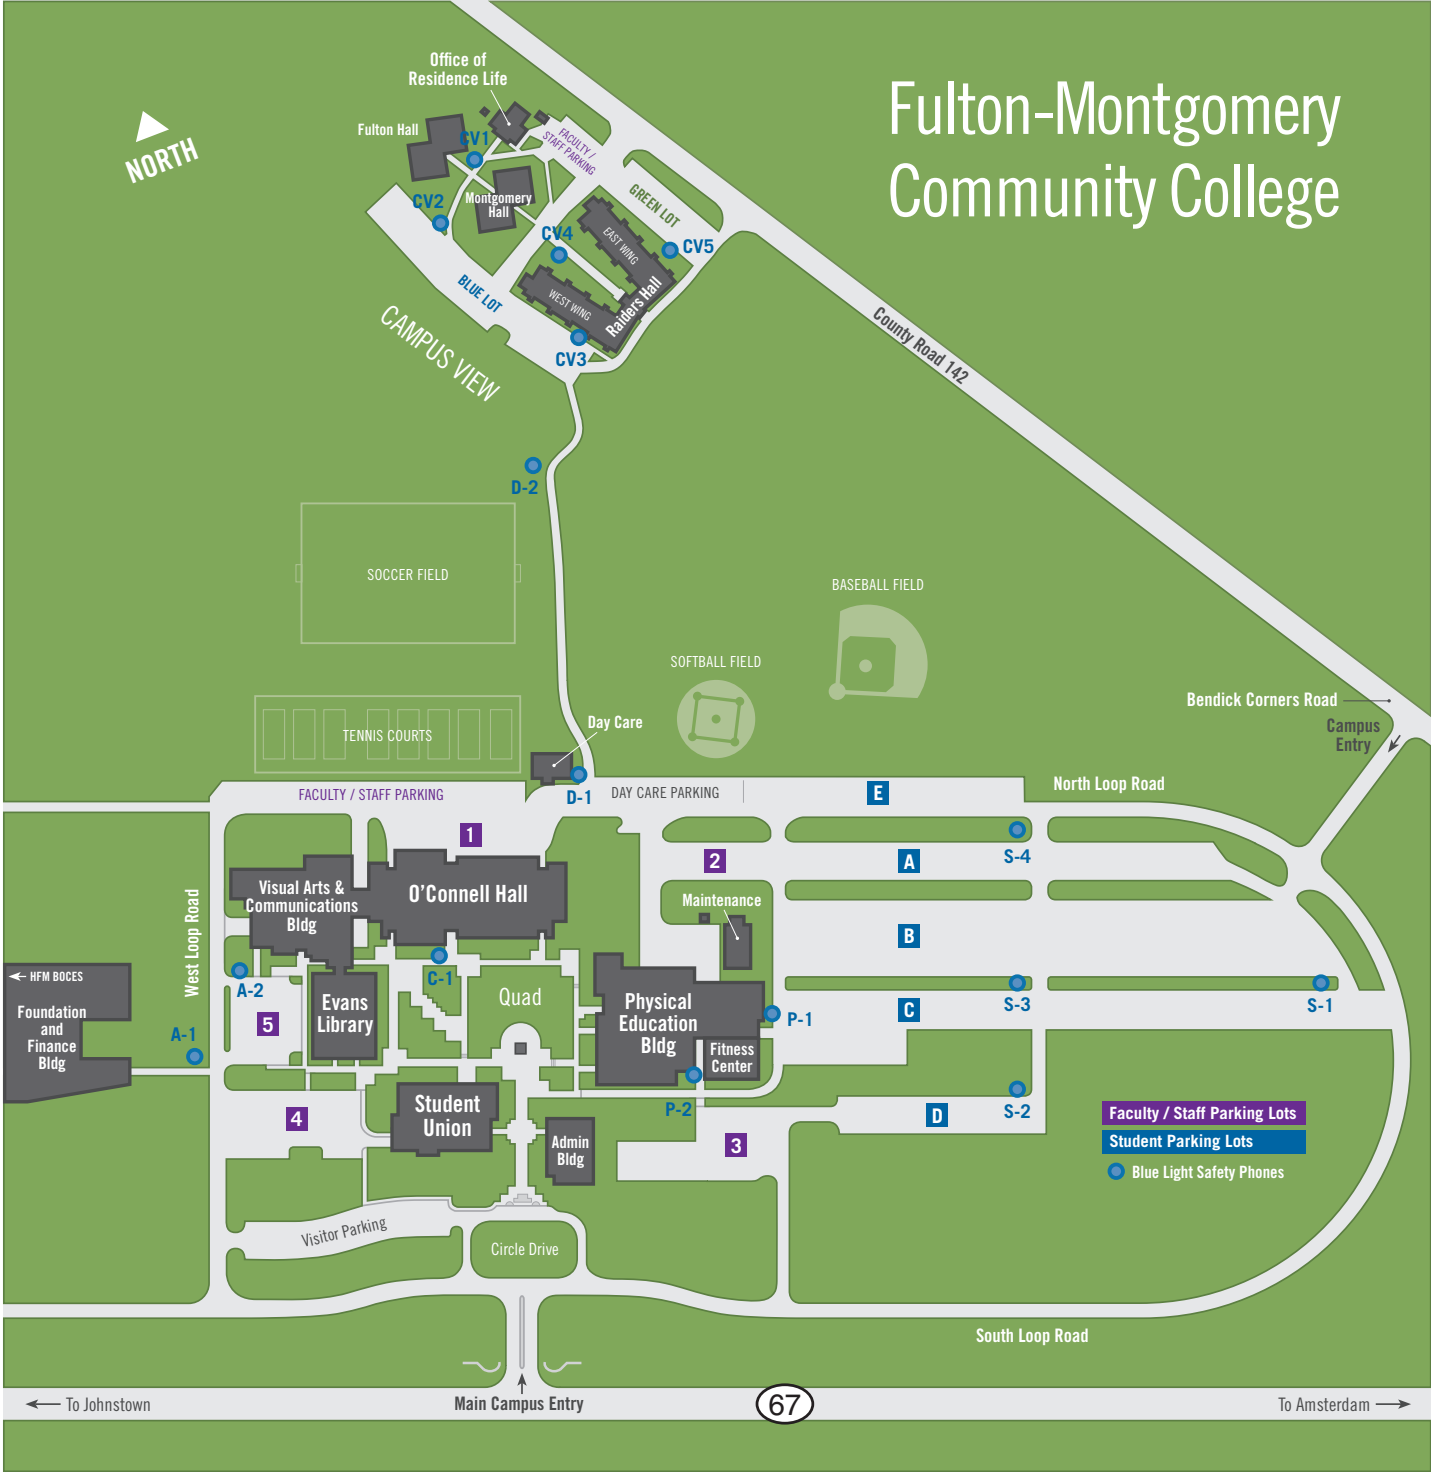 Fulton-Montgomery
Community College
NORTH
Office of
Residence Life
Fulton Hall
CV1
FACULTY /
STAFF PARKING
GREEN LOT
CV2
Montgomery
Hall
CV4
EAST WING
CV5
BLUE LOT
WEST WING
Raiders Hall
CV3
CAMPUS VIEW
County Road 142
D-2
SOCCER FIELD
BASEBALL FIELD
SOFTBALL FIELD
Bendick Corners Road
Campus
Entry
TENNIS COURTS
Day Care
FACULTY / STAFF PARKING
D-1
DAY CARE PARKING
E
North Loop Road
1
2
A
S-4
Visual Arts &
Communications
Bldg
O'Connell Hall
Maintenance
B
West Loop Road
HFM BOCES
Foundation
and
Finance
Bldg
A-2
C-1
Evans
Library
Quad
Physical
Education
Bldg
P-1
C
S-3
S-1
5
A-1
Fitness
Center
P-2
Student
Union
4
Admin
Bldg
3
D
S-2
Faculty / Staff Parking Lots
Student Parking Lots
Blue Light Safety Phones
Visitor Parking
Circle Drive
South Loop Road
To Johnstown
Main Campus Entry
67
To Amsterdam